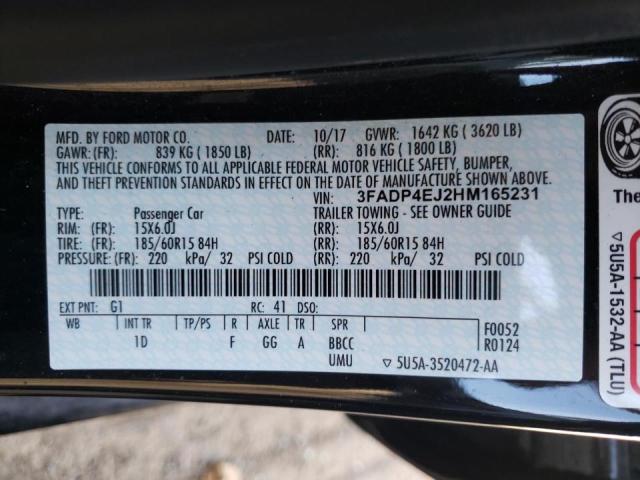 MFD. BY FORD MOTOR CO. DATE: 10/17 GVWR: 1642 KG ( 3620 LB)
GAWR: (FR): 839 KG ( 1850 LB) (RR): 816 KG ( 1800 LB)
THIS VEHICLE CONFORMS TO ALL APPLICABLE FEDERAL MOTOR VEHICLE SAFETY, BUMPER,
AND THEFT PREVENTION STANDARDS IN EFFECT ON THE DATE OF MANUFACTURE SHOWN ABOVE.
VIN: 3FADP4EJ2HM165231
TYPE: Passenger Car TRAILER TOWING - SEE OWNER GUIDE
RIM: (FR): 15X6.0J (RR): 15X6.0J
TIRE: (FR): 185/60R15 84H (RR): 185/60R15 84H
PRESSURE: (FR): 220 kPa/ 32 PSI COLD (RR): 220 kPa/ 32 PSI COLD
EXT PNT: G1 RC: 41 DSO:
WB INT TR TP/PS R AXLE TR SPR F0052
1D F GG A BBCC R0124
UMU ▽ 5U5A-3520472-AA
▽ 5U5A-1532-AA (TLU)